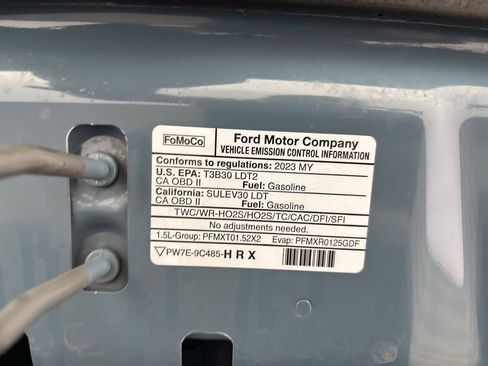 FoMoCo
Ford Motor Company
VEHICLE EMISSION CONTROL INFORMATION
Conforms to regulations: 2023 MY
U.S. EPA: T3B30 LDT2
CA OBD II Fuel: Gasoline
California: SULEV30 LDT
CA OBD II Fuel: Gasoline
TWC/WR-HO2S/HO2S/TC/CAC/DFI/SFI
No adjustments needed.
1.5L-Group: PFMXT01.52X2 Evap: PFMXR0125GDF
PW7E-9C485-HRX